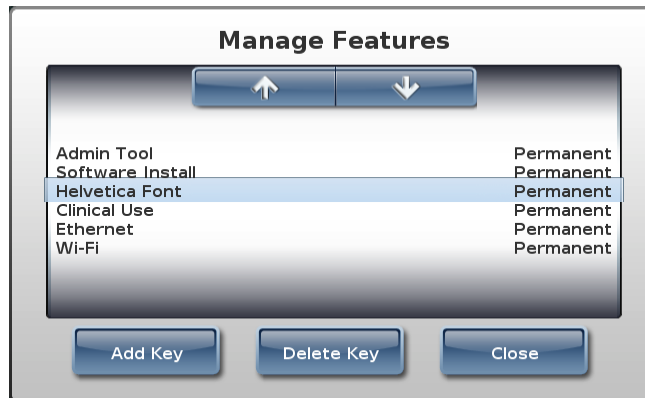 Manage Features
Admin Tool Permanent
Software Install Permanent
Helvetica Font Permanent
Clinical Use Permanent
Ethernet Permanent
Wi-Fi Permanent
Add Key Delete Key Close